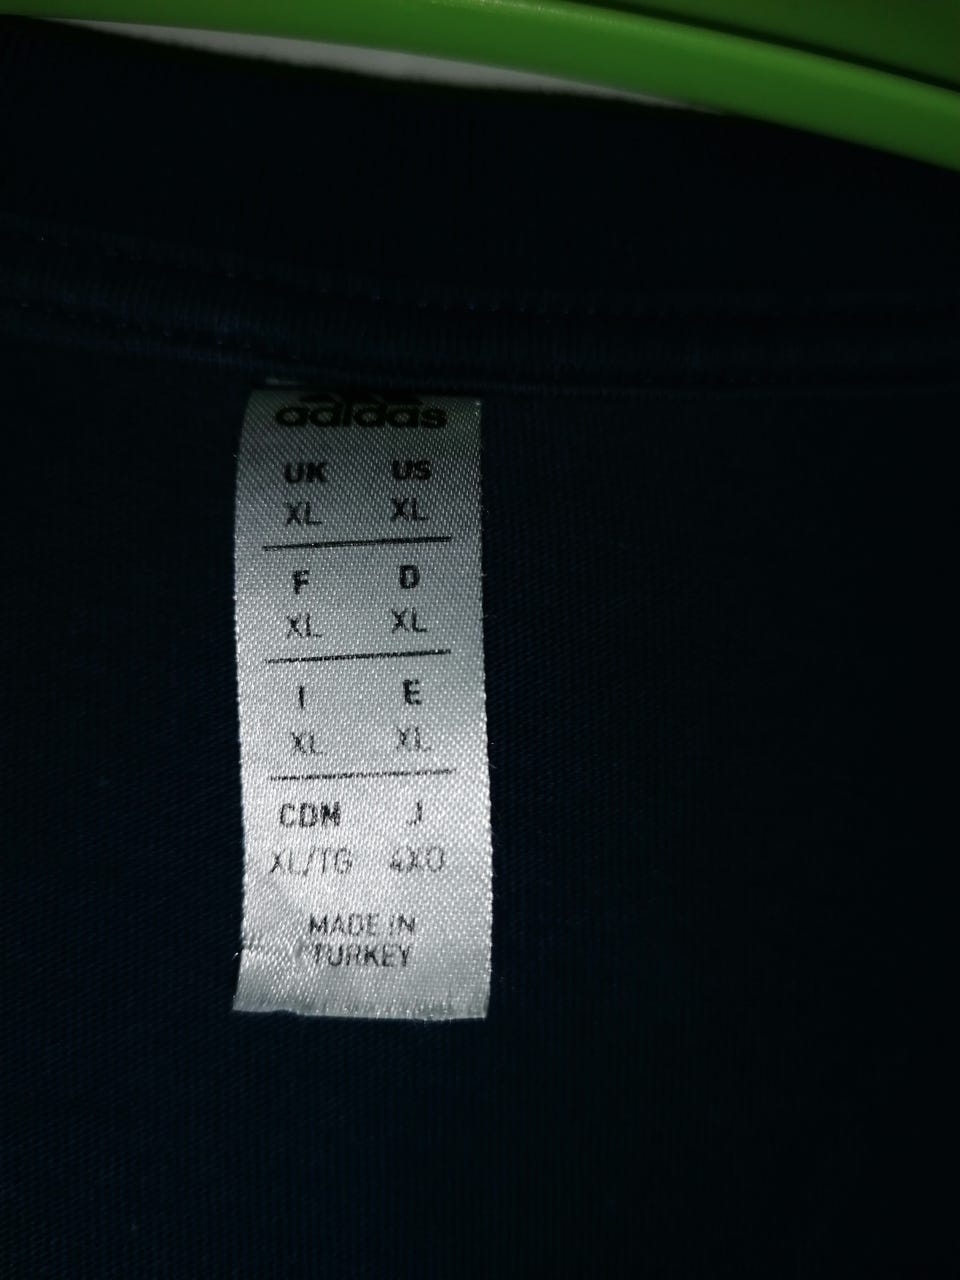 adidas
UK US
XL XL
F D
XL XL
I E
XL XL
CDM J
XL/TG 4XO
MADE IN
TURKEY